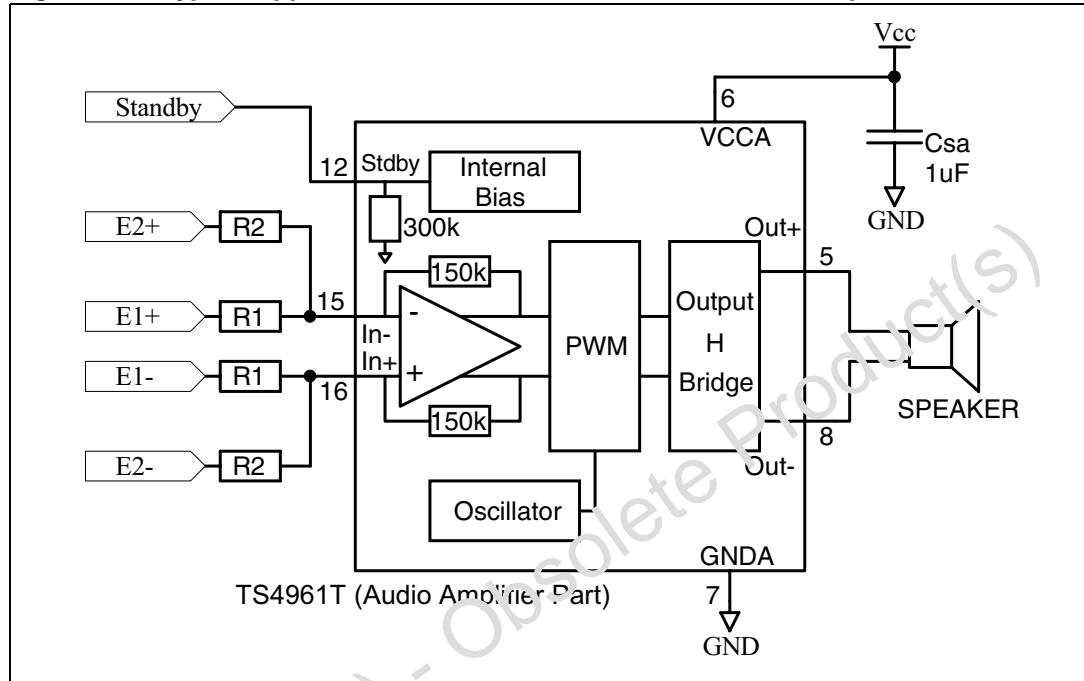 Vcc
6
VCCA
Csa
1uF
GND
Standby
12
Stdby
Internal
Bias
300k
E2+
R2
Out+
5
150k
15
E1+
R1
In-
-
PWM
Output
H
Bridge
In+
+
E1-
R1
16
150k
SPEAKER
8
Out-
E2-
R2
Oscillator
GNDA
7
GND
TS4961T (Audio Amplifier Part)
) - Obsolete Product(s)